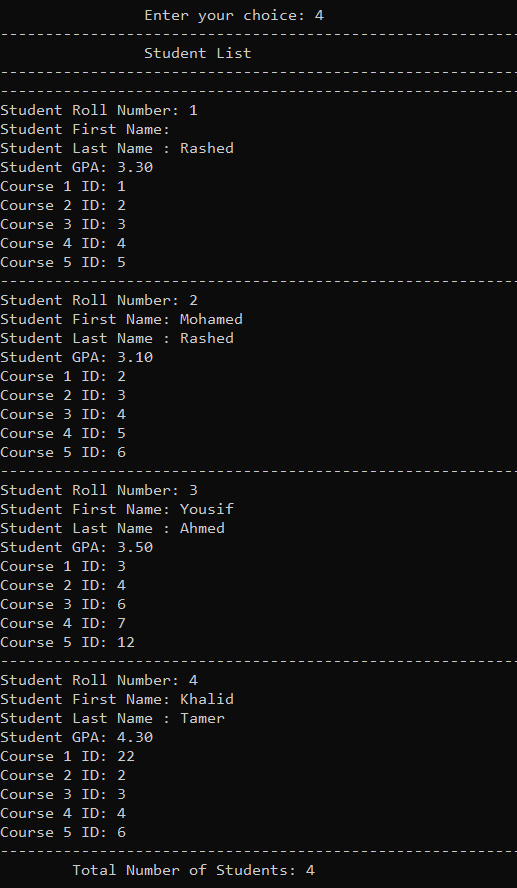 Enter your choice: 4
---------------------------------------------------------
Student List
---------------------------------------------------------
---------------------------------------------------------
Student Roll Number: 1
Student First Name:
Student Last Name : Rashed
Student GPA: 3.30
Course 1 ID: 1
Course 2 ID: 2
Course 3 ID: 3
Course 4 ID: 4
Course 5 ID: 5
---------------------------------------------------------
Student Roll Number: 2
Student First Name: Mohamed
Student Last Name : Rashed
Student GPA: 3.10
Course 1 ID: 2
Course 2 ID: 3
Course 3 ID: 4
Course 4 ID: 5
Course 5 ID: 6
---------------------------------------------------------
Student Roll Number: 3
Student First Name: Yousif
Student Last Name : Ahmed
Student GPA: 3.50
Course 1 ID: 3
Course 2 ID: 4
Course 3 ID: 6
Course 4 ID: 7
Course 5 ID: 12
---------------------------------------------------------
Student Roll Number: 4
Student First Name: Khalid
Student Last Name : Tamer
Student GPA: 4.30
Course 1 ID: 22
Course 2 ID: 2
Course 3 ID: 3
Course 4 ID: 4
Course 5 ID: 6
---------------------------------------------------------
Total Number of Students: 4